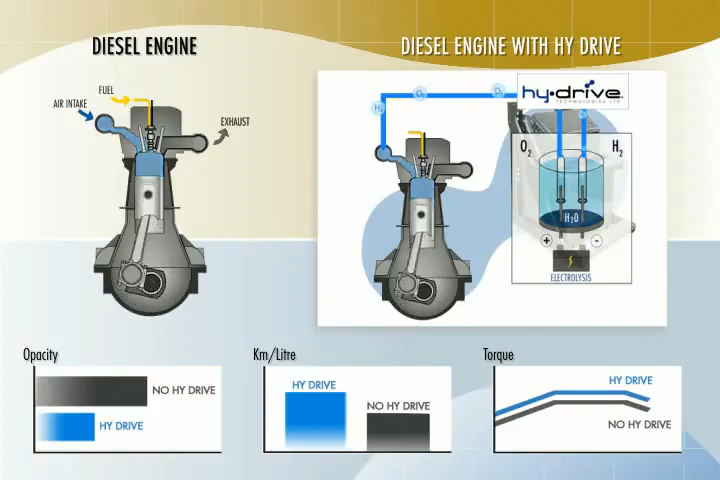 DIESEL ENGINE
DIESEL ENGINE WITH HY DRIVE
FUEL
AIR INTAKE
EXHAUST
H₂
O₂
O₂
hy-drive
TECHNOLOGIES LTD
O₂
H₂
H₂O
+
-
ELECTROLYSIS
Opacity
NO HY DRIVE
HY DRIVE
Km/Litre
HY DRIVE
NO HY DRIVE
Torque
HY DRIVE
NO HY DRIVE